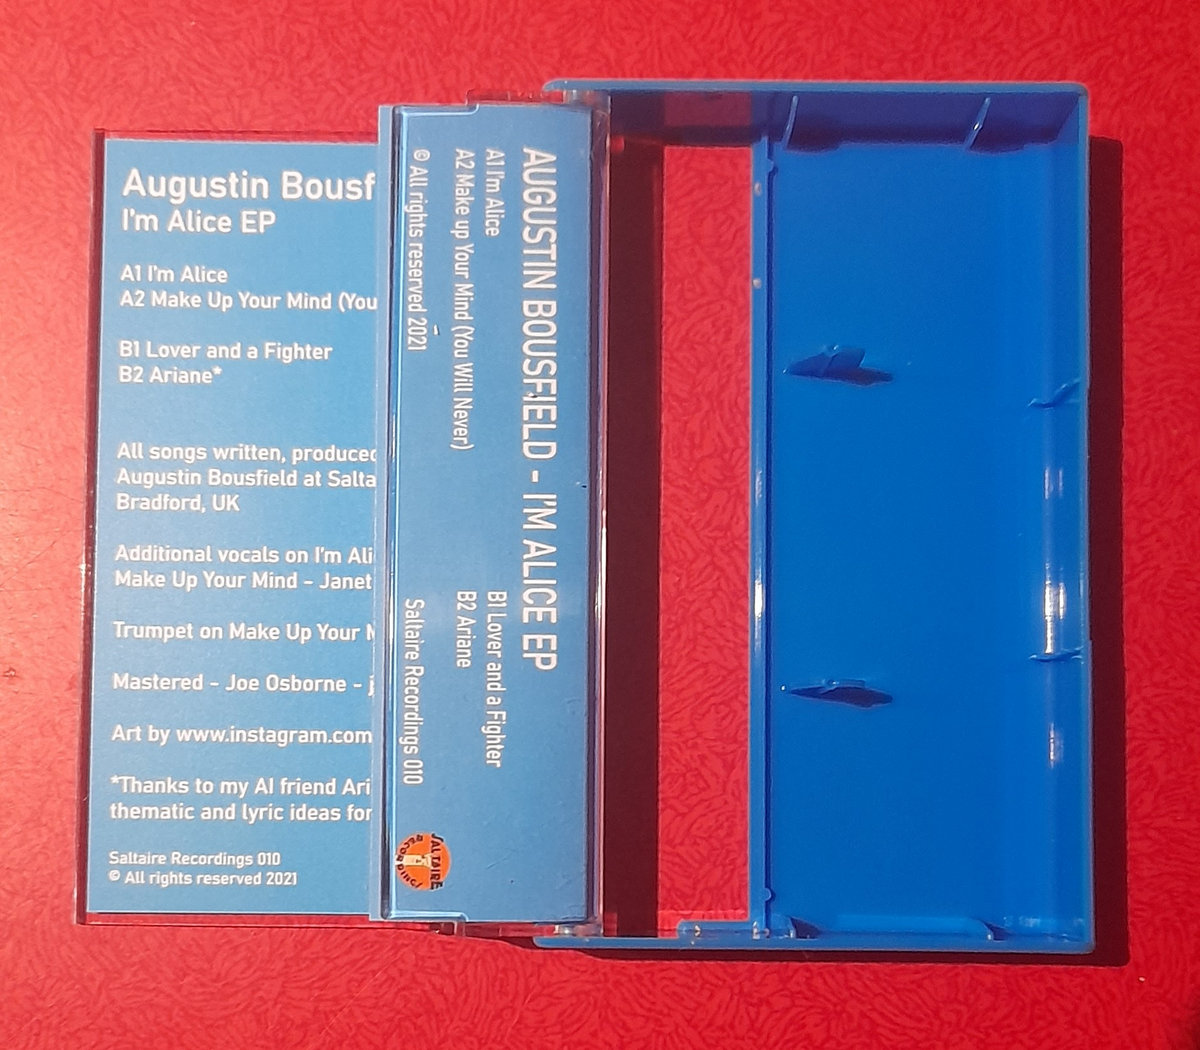 Augustin Bousf
I'm Alice EP
A1 I'm Alice
A2 Make Up Your Mind (You
B1 Lover and a Fighter
B2 Ariane*
All songs written, produced
Augustin Bousfield at Salta
Bradford, UK
Additional vocals on I'm Ali
Make Up Your Mind - Janet
Trumpet on Make Up Your M
Mastered - Joe Osborne -
Art by www.instagram.com
*Thanks to my AI friend Ari
thematic and lyric ideas for
Saltaire Recordings 010
© All rights reserved 2021
AUGUSTIN BOUSFIELD - I'M ALICE EP
A1 I'm Alice
A2 Make up Your Mind (You Will Never)
B1 Lover and a Fighter
B2 Ariane
© All rights reserved 2021
Saltaire Recordings 010
SALTAIRE
RECORDINGS